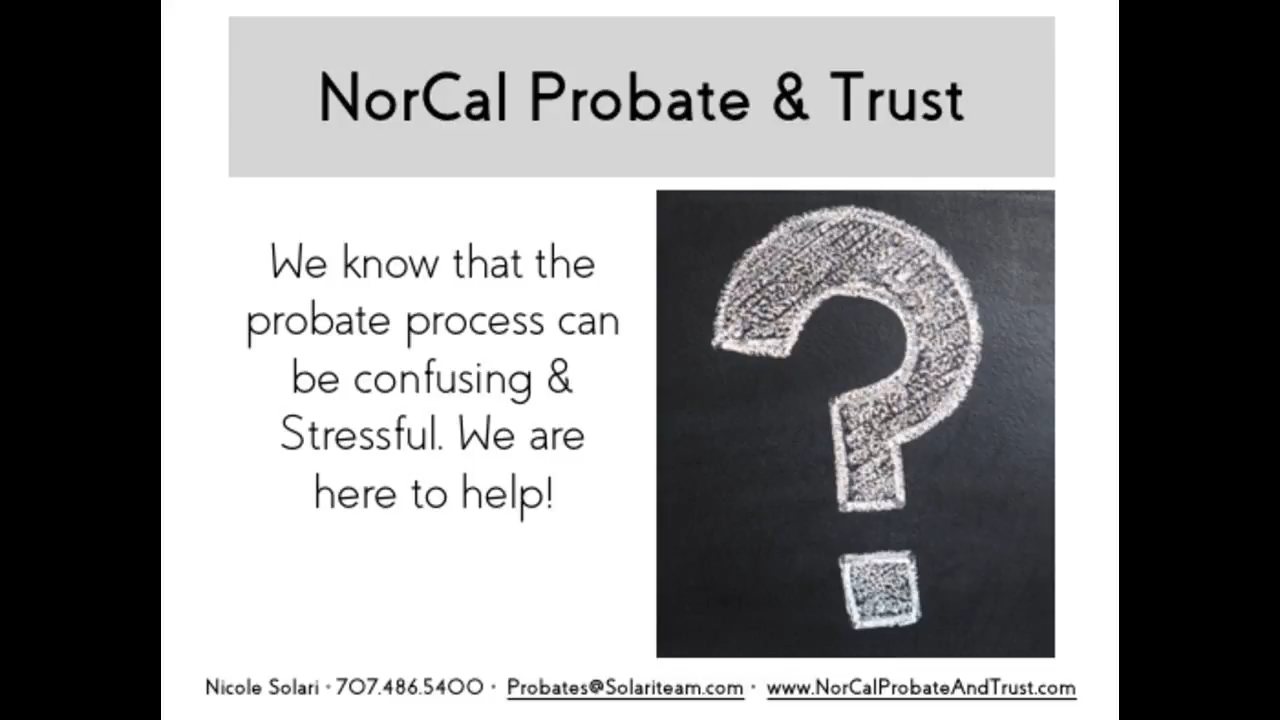 NorCal Probate & Trust
We know that the
probate process can
be confusing &
Stressful. We are
here to help!
?
Nicole Solari • 707.486.5400 • Probates@Solariteam.com • www.NorCalProbateAndTrust.com